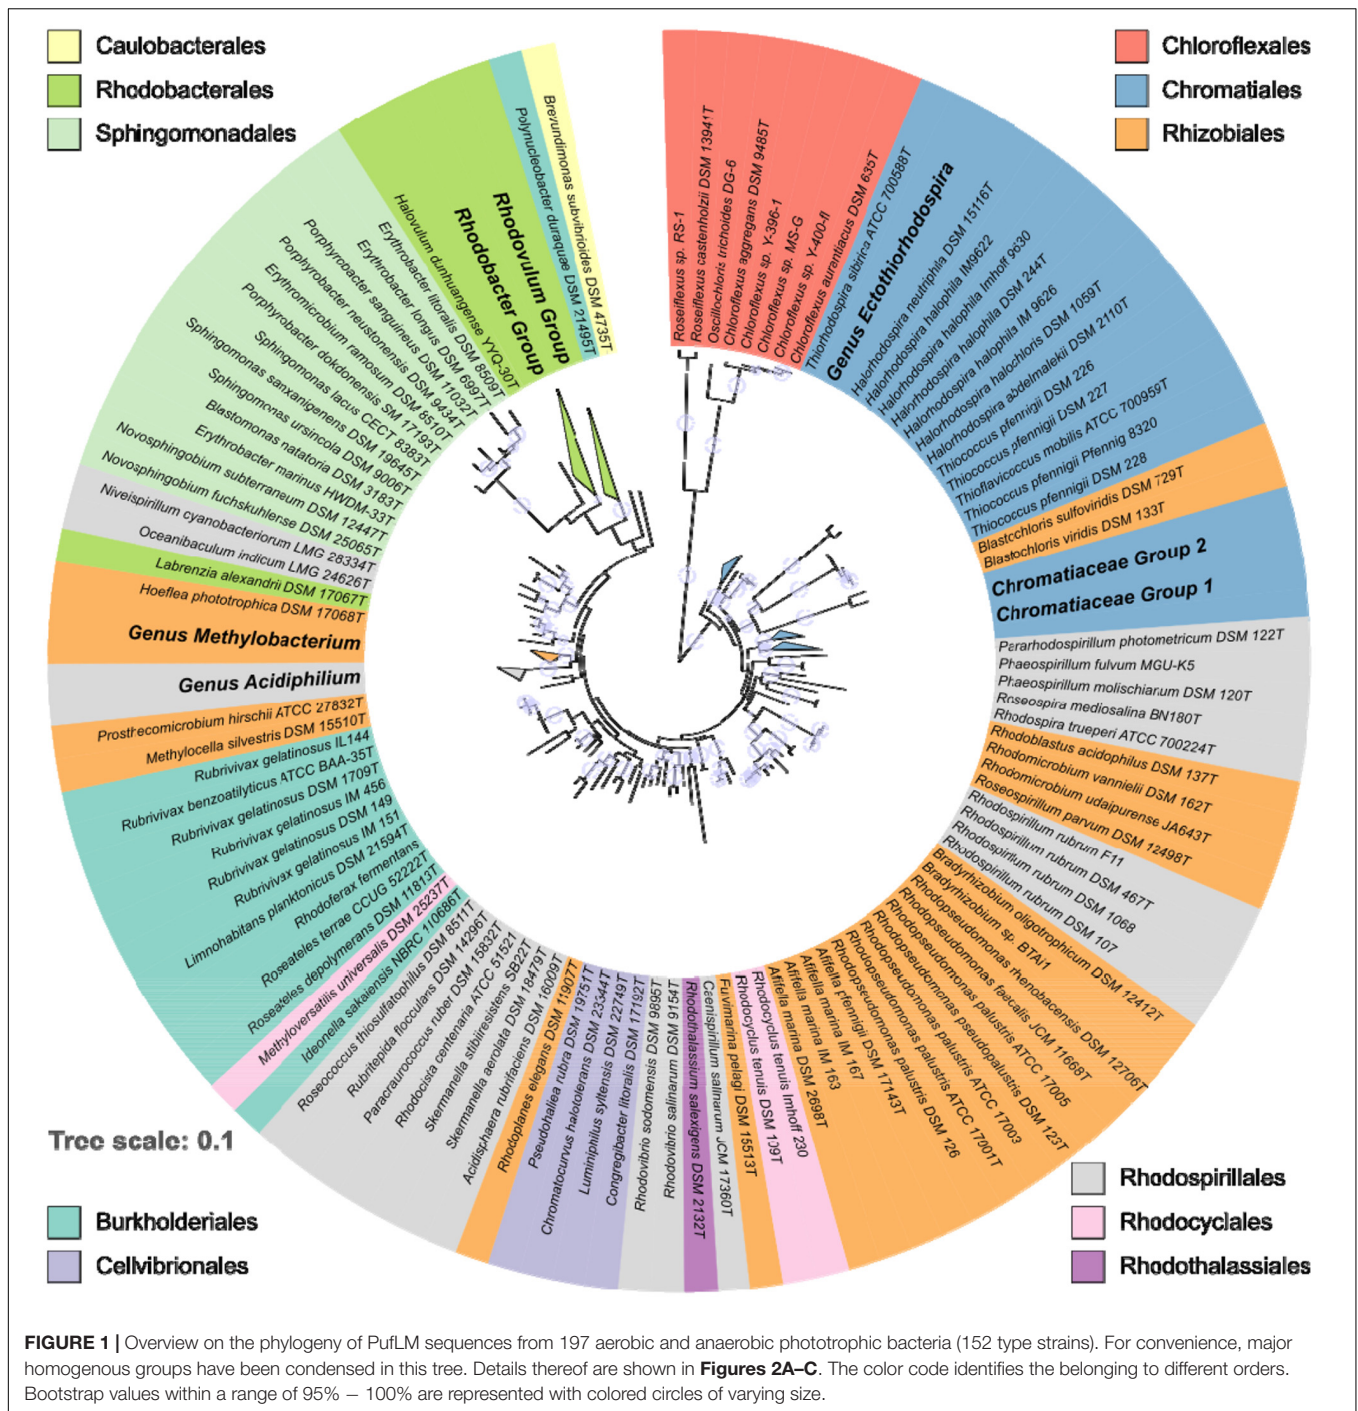 Caulobacterales
Rhodobacterales
Sphingomonadales
Chloroflexales
Chromatiales
Rhizobiales
Roseiflexus sp. RS-1
Roseiflexus castenholzii DSM 13941T
Oscillochloris trichoides DG-6
Chloroflexus aggregans DSM 9485T
Chloroflexus sp. Y-396-1
Chloroflexus sp. MS-G
Chloroflexus sp. Y-400-fl
Chloroflexus aurantiacus DSM 635T
Thiorhodospira sibirica ATCC 700588T
Genus Ectothiorhodospira
Halorhodospira neutriphila DSM 15116T
Halorhodospira halophila IM9622
Halorhodospira halophila Imhoff 9630
Halorhodospira halophila DSM 244T
Halorhodospira halophila IM 9626
Halorhodospira halochloris DSM 1059T
Halorhodospira abdelmalekii DSM 2110T
Thiococcus pfennigii DSM 226
Thiococcus pfennigii DSM 227
Thioflavicoccus mobilis ATCC 700959T
Thiococcus pfennigii Pfennig 8320
Thiococcus pfennigii DSM 228
Blastochloris sulfoviridis DSM 729T
Blastochloris viridis DSM 133T
Chromatiaceae Group 2
Chromatiaceae Group 1
Pararhodospirillum photometricum DSM 122T
Phaeospirillum fulvum MGU-K5
Phaeospirillum molischianum DSM 120T
Roseospira mediosalina BN180T
Rhodospira trueperi ATCC 700224T
Rhodoblastus acidophilus DSM 137T
Rhodomicrobium vannielii DSM 162T
Rhodomicrobium udaipurense JA643T
Roseospirillum parvum DSM 12498T
Rhodospirillum rubrum F11
Rhodospirillum rubrum DSM 467T
Rhodospirillum rubrum DSM 1068
Rhodospirillum rubrum DSM 107
Bradyrhizobium oligotrophicum DSM 12412T
Bradyrhizobium sp. BTAi1
Rhodopseudomonas rhenobacensis DSM 12706T
Rhodopseudomonas faecalis JCM 11668T
Rhodopseudomonas palustris ATCC 17005
Rhodopseudomonas pseudopalustris DSM 123T
Rhodopseudomonas palustris ATCC 17003
Rhodopseudomonas palustris ATCC 17001T
Rhodopseudomonas palustris DSM 126
Afifella Pfennigii DSM 17143T
Afifella marina IM 167
Afifella marina IM 163
Afifella marina DSM 2698T
Rhodocyclus tenuis Imhoff 230
Rhodocyclus tenuis DSM 109T
Fulvimarina pelagi DSM 15513T
Caenispirillum salinarum JCM 17360T
Rhodothalassium salexigens DSM 2132T
Rhodovibrio salinarum DSM 9154T
Rhodovibrio sodomensis DSM 9895T
Congregibacter litoralis DSM 17192T
Luminiphilus syltensis DSM 22749T
Chromatocurvus halotolerans DSM 23344T
Pseudohaliea rubra DSM 19751T
Rhodoplanes elegans DSM 11907T
Acidisphaera rubrifaciens DSM 16009T
Skermanella aerolata DSM 18479T
Skermanella stibiiresistens SB22T
Rhodocista centenaria ATCC 51521
Paracraurococcus ruber DSM 15832T
Rubritepida flocculans DSM 14296T
Roseococcus thiosulfatophilus DSM 8511T
Ideonella sakaiensis NBRC 110686T
Methyloversatilis universalis DSM 25237T
Roseateles depolymerans DSM 11813T
Roseateles terrae CCUG 52222T
Rhodoferax fermentans
Limnohabitans planktonicus DSM 21594T
Rubrivivax gelatinosus IM 151
Rubrivivax gelatinosus DSM 149
Rubrivivax gelatinosus IM 456
Rubrivivax gelatinosus DSM 1709T
Rubrivivax benzoatilyticus ATCC BAA-35T
Rubrivivax gelatinosus IL144
Methylocella silvestris DSM 15510T
Prosthecomicrobium hirschii ATCC 27832T
Genus Acidiphilium
Genus Methylobacterium
Hoeflea phototrophica DSM 17068T
Labrenzia alexandrii DSM 17067T
Oceanibaculum indicum LMG 24626T
Niveispirillum cyanobacteriorum LMG 28334T
Novosphingobium fuchskuhlense DSM 25065T
Novosphingobium subterraneum DSM 12447T
Erythrobacter marinus HWDM-33T
Blastomonas natatoria DSM 3183T
Sphingomonas ursincola DSM 9006T
Sphingomonas sanxanigenens DSM 19645T
Sphingomonas lacus CECT 8383T
Porphyrobacter dokdonensis SM 17193T
Erythromicrobium ramosum DSM 8510T
Porphyrobacter neustonensis DSM 9434T
Porphyrobacter sanguineus DSM 11032T
Erythrobacter longus DSM 6997T
Erythrobacter litoralis DSM 8509T
Halovulum dunhuangense YYQ-30T
Rhodobacter Group
Rhodovulum Group
Polynucleobacter duraquae DSM 21495T
Brevundimonas subvibrioides DSM 4735T
Tree scale: 0.1
Burkholderiales
Cellvibrionales
Rhodospirillales
Rhodocyclales
Rhodothalassiales
FIGURE 1 | Overview on the phylogeny of PufLM sequences from 197 aerobic and anaerobic phototrophic bacteria (152 type strains). For convenience, major
homogenous groups have been condensed in this tree. Details thereof are shown in Figures 2A–C. The color code identifies the belonging to different orders.
Bootstrap values within a range of 95% – 100% are represented with colored circles of varying size.